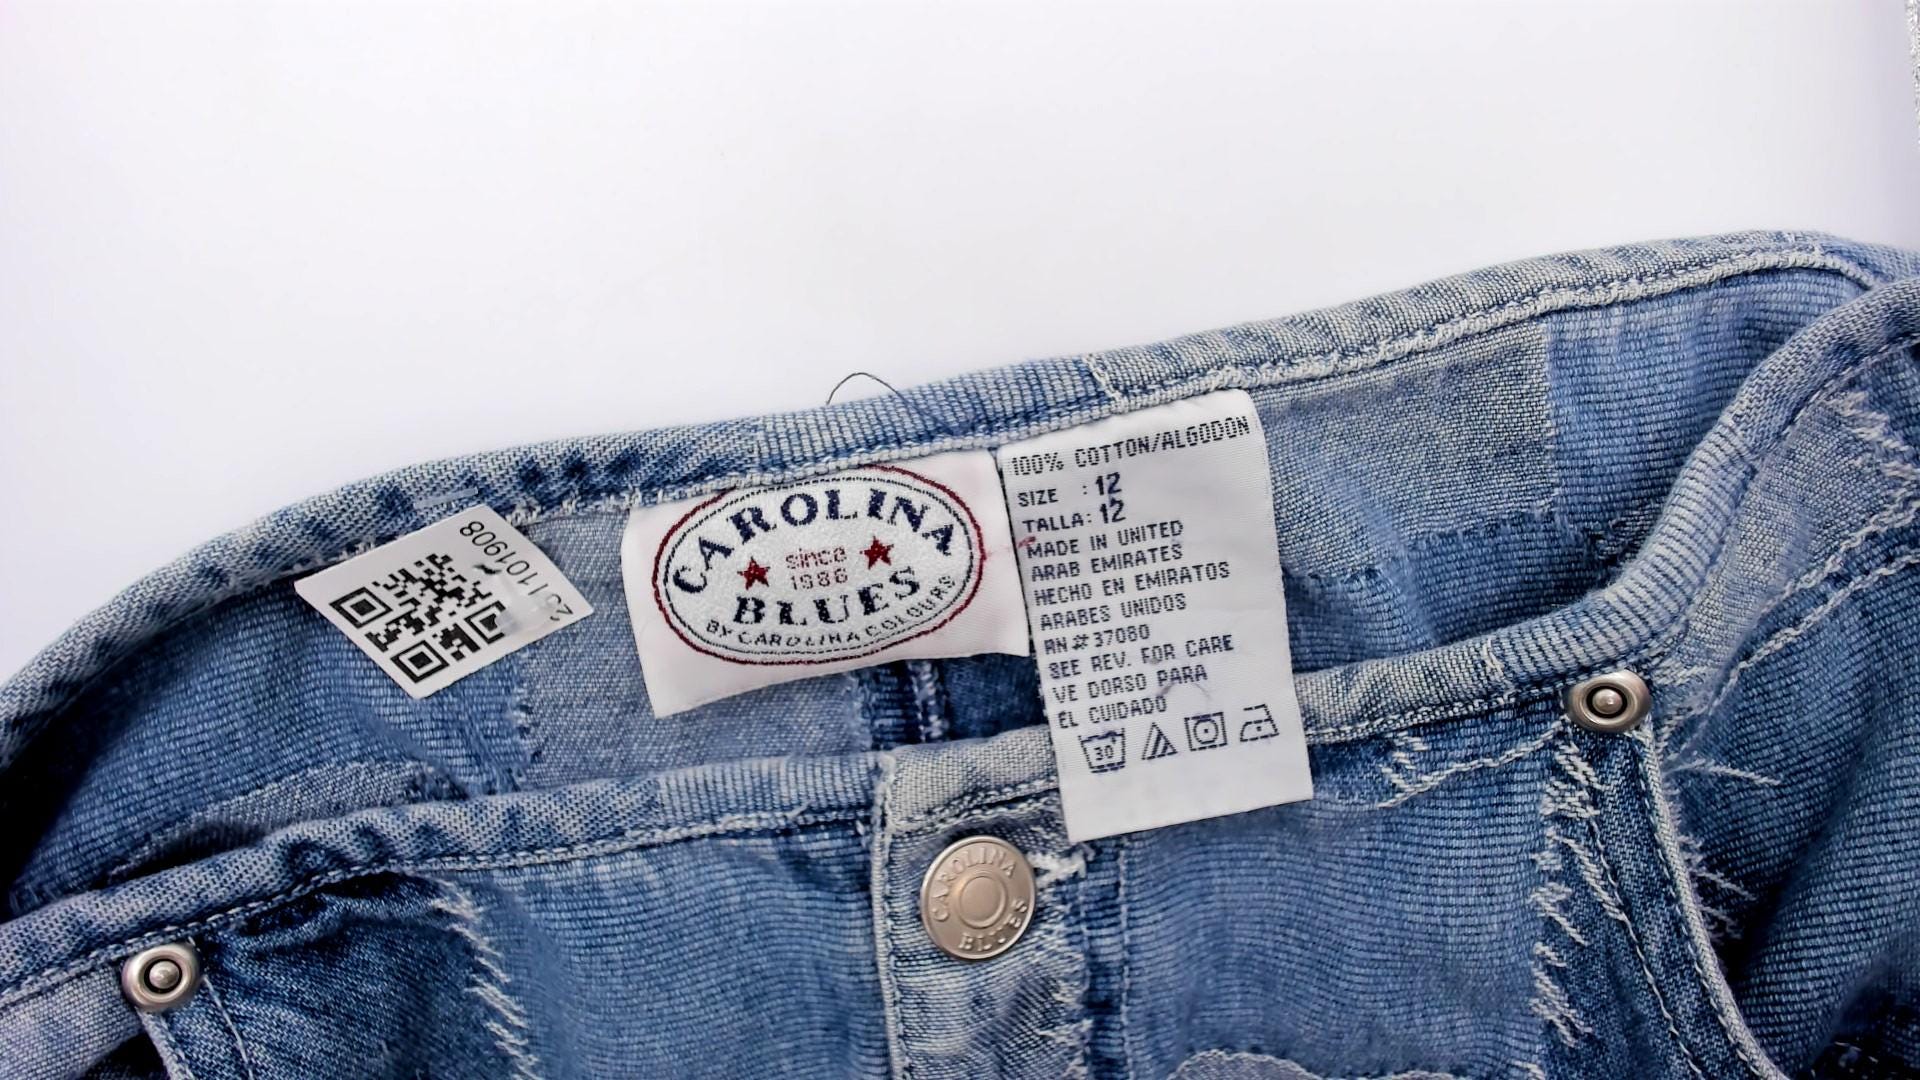 231101908
CAROLINA
since
1986
BLUES
BY CAROLINA COLOURS
100% COTTON/ALGODON
SIZE : 12
TALLA: 12
MADE IN UNITED
ARAB EMIRATES
HECHO EN EMIRATOS
ARABES UNIDOS
RN#37080
SEE REV. FOR CARE
VE DORSO PARA
EL CUIDADO
30
CAROLINA
BLUES